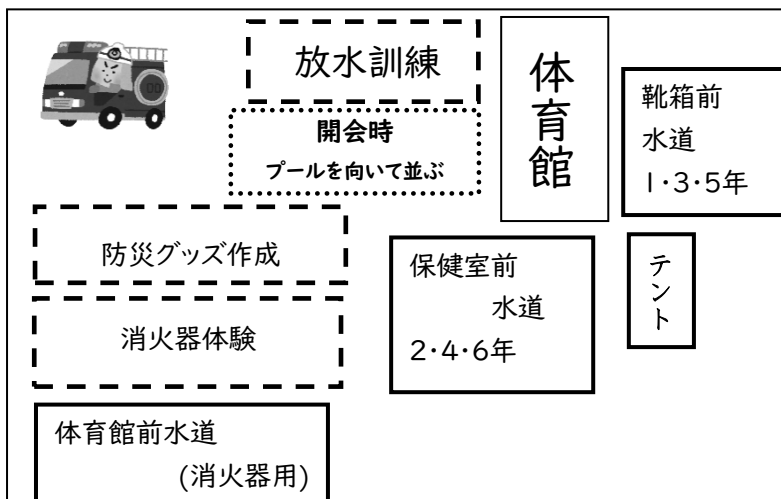 放水訓練
開会時
プールを向いて並ぶ
体育館
靴箱前
水道
1・3・5年
防災グッズ作成
保健室前
水道
2・4・6年
テント
消火器体験
体育館前水道
(消火器用)